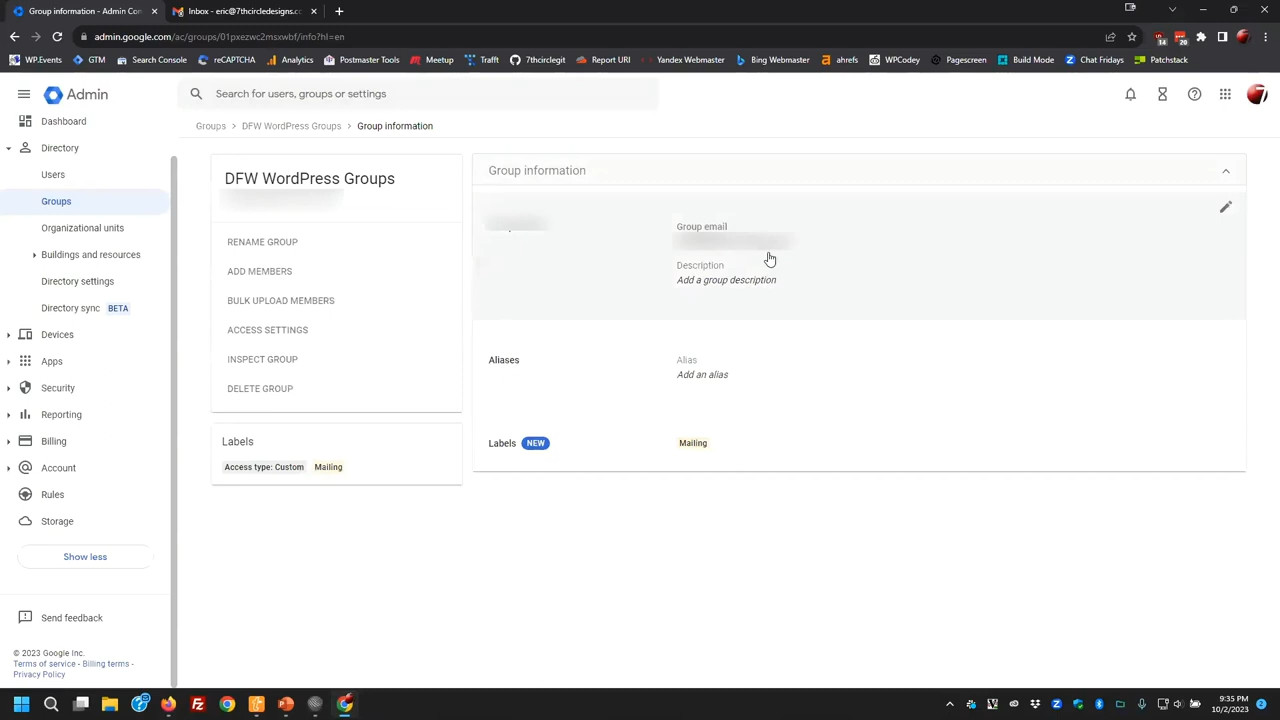 Group information - Admin Con
Inbox - eric@7thcircledesigns.cc
admin.google.com/ac/groups/01pxezwc2msxwbf/info?hl=en
14
20
WP.Events
GTM
Search Console
reCAPTCHA
Analytics
Postmaster Tools
Meetup
Trafft
7thcirclegit
Report URI
Yandex Webmaster
Bing Webmaster
ahrefs
WPCodey
Pagescreen
Build Mode
Chat Fridays
Patchstack
Admin
Search for users, groups or settings
Dashboard
Directory
Users
Groups
Organizational units
Buildings and resources
Directory settings
Directory sync BETA
Devices
Apps
Security
Reporting
Billing
Account
Rules
Storage
Show less
Send feedback
© 2023 Google Inc.
Terms of service - Billing terms -
Privacy Policy
Groups > DFW WordPress Groups > Group information
DFW WordPress Groups
RENAME GROUP
ADD MEMBERS
BULK UPLOAD MEMBERS
ACCESS SETTINGS
INSPECT GROUP
DELETE GROUP
Labels
Access type: Custom Mailing
Group information
Group email
Description
Add a group description
Aliases
Alias
Add an alias
Labels NEW
Mailing
9:35 PM
10/2/2023